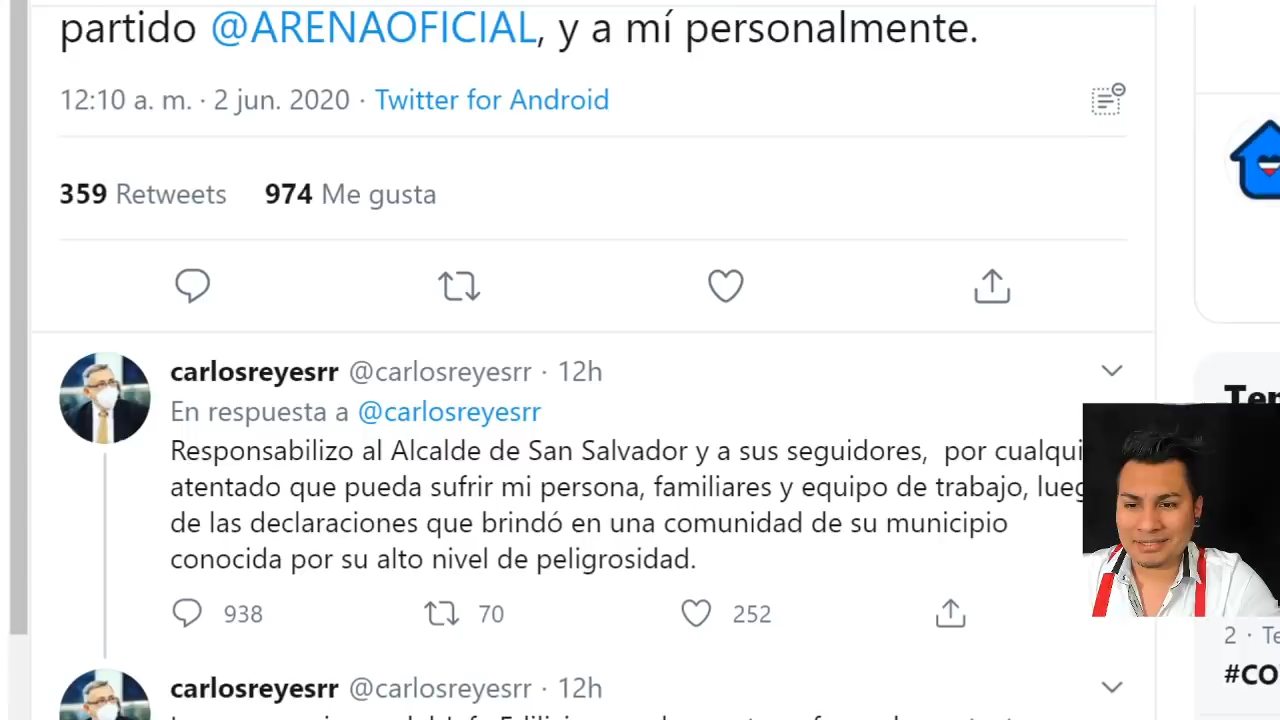 partido @ARENAOFICIAL, y a mí personalmente.
12:10 a. m. · 2 jun. 2020 · Twitter for Android
359 Retweets 974 Me gusta
carlosreyesrr @carlosreyesrr · 12h
En respuesta a @carlosreyesrr
Responsabilizo al Alcalde de San Salvador y a sus seguidores, por cualqui
atentado que pueda sufrir mi persona, familiares y equipo de trabajo, lueg
de las declaraciones que brindó en una comunidad de su municipio
conocida por su alto nivel de peligrosidad.
938 70 252
carlosreyesrr @carlosreyesrr · 12h
Ten
2 · Te
#CO